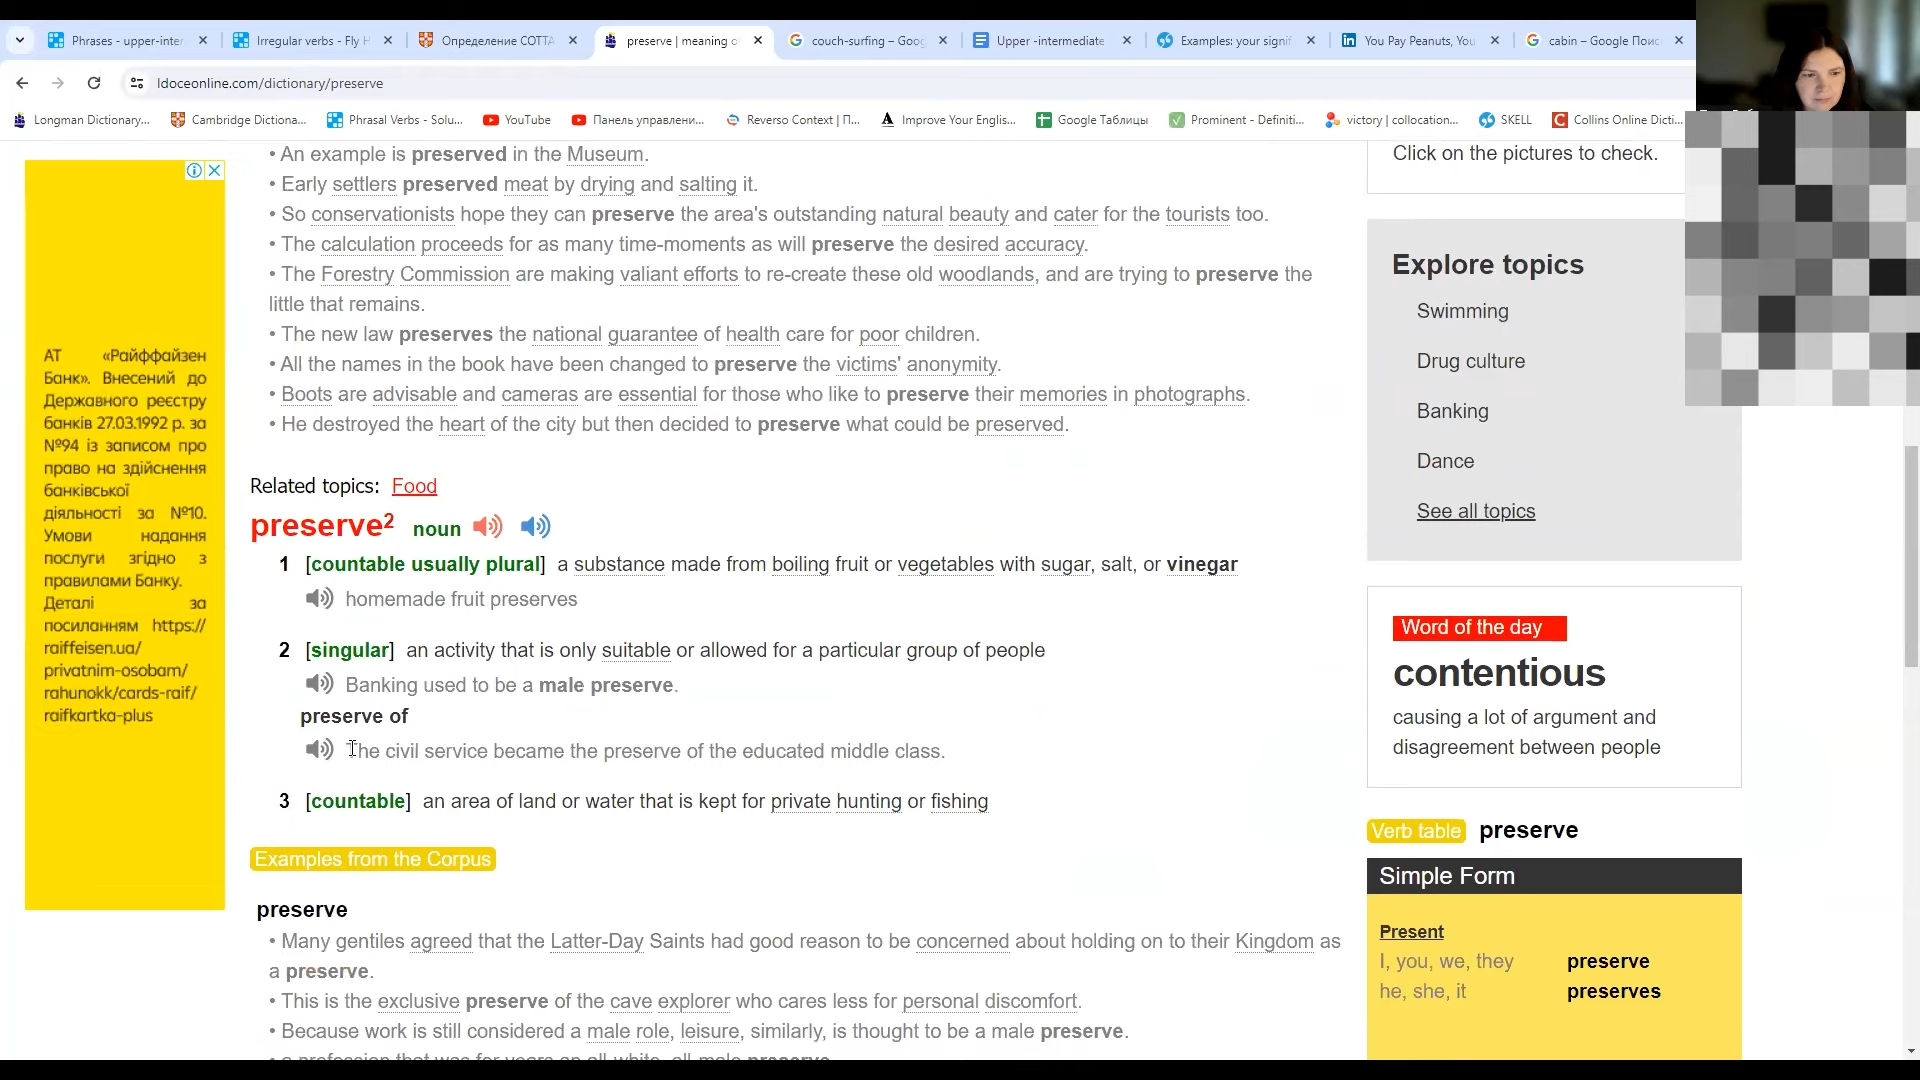 Phrases - upper-inter
Irregular verbs - Fly H
Определение COTTA
preserve | meaning o
couch-surfing – Goog
Upper -intermediate
Examples: your signif
You Pay Peanuts, You
cabin – Google Поис
ldoceonline.com/dictionary/preserve
Longman Dictionary...
Cambridge Dictiona...
Phrasal Verbs - Solu...
YouTube
Панель управлени...
Reverso Context | П...
Improve Your Englis...
Google Таблицы
Prominent - Definiti...
victory | collocation...
SKELL
Collins Online Dicti...
• An example is preserved in the Museum.
• Early settlers preserved meat by drying and salting it.
• So conservationists hope they can preserve the area's outstanding natural beauty and cater for the tourists too.
• The calculation proceeds for as many time-moments as will preserve the desired accuracy.
• The Forestry Commission are making valiant efforts to re-create these old woodlands, and are trying to preserve the
little that remains.
• The new law preserves the national guarantee of health care for poor children.
• All the names in the book have been changed to preserve the victims' anonymity.
• Boots are advisable and cameras are essential for those who like to preserve their memories in photographs.
• He destroyed the heart of the city but then decided to preserve what could be preserved.
Related topics: Food
preserve2 noun
1 [countable usually plural] a substance made from boiling fruit or vegetables with sugar, salt, or vinegar
homemade fruit preserves
2 [singular] an activity that is only suitable or allowed for a particular group of people
Banking used to be a male preserve.
preserve of
The civil service became the preserve of the educated middle class.
3 [countable] an area of land or water that is kept for private hunting or fishing
Examples from the Corpus
preserve
• Many gentiles agreed that the Latter-Day Saints had good reason to be concerned about holding on to their Kingdom as
a preserve.
• This is the exclusive preserve of the cave explorer who cares less for personal discomfort.
• Because work is still considered a male role, leisure, similarly, is thought to be a male preserve.
• a profession that was for years an all-white, all-male preserve
АТ «Райффайзен
Банк». Внесений до
Державного реєстру
банків 27.03.1992 р. за
№94 із записом про
право на здійснення
банківської
діяльності за №10.
Умови надання
послуги згідно з
правилами Банку.
Деталі за
посиланням https://
raiffeisen.ua/
privatnim-osobam/
rahunokk/cards-raif/
raifkartka-plus
Click on the pictures to check.
Explore topics
Swimming
Drug culture
Banking
Dance
See all topics
Word of the day
contentious
causing a lot of argument and
disagreement between people
Verb table preserve
Simple Form
Present
I, you, we, they preserve
he, she, it preserves